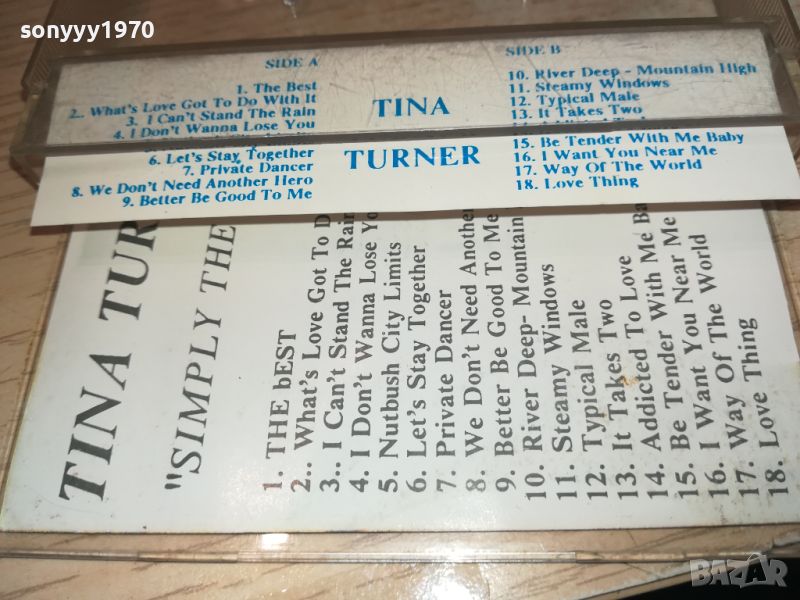 sonyyy1970
SIDE A
1. The Best
2.. What's Love Got To Do With It
3. I Can't Stand The Rain
4. I Don't Wanna Lose You
6. Let's Stay Together
7. Private Dancer
8. We Don't Need Another Hero
9. Better Be Good To Me
TINA
TURNER
SIDE B
10. River Deep - Mountain High
11. Steamy Windows
12. Typical Male
13. It Takes Two
15. Be Tender With Me Baby
16. I Want You Near Me
17. Way Of The World
18. Love Thing
TINA TUR
"SIMPLY THE
1. THE bEST
2.. What's Love Got To D
3.. I Can't Stand The Rain
4. I Don't Wanna Lose Yo
5. Nutbush City Limits
6. Let's Stay Together
7. Private Dancer
8. We Don't Need Another
9. Better Be Good To Me
10. River Deep- Mountain
11. Steamy Windows
12. Typical Male
13. It Takes Two
14. Addicted To Love
15. Be Tender With Me Ba
16. I Want You Near Me
17. Way Of The World
18. Love Thing
BAZAR